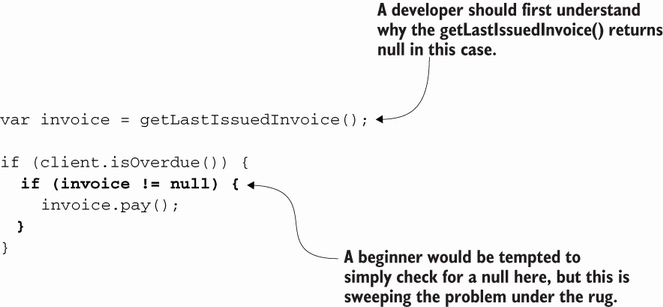 A developer should first understand
why the getLastIssuedInvoice() returns
null in this case.
var invoice = getLastIssuedInvoice();
if (client.isOverdue()) {
if (invoice != null) {
invoice.pay();
}
}
A beginner would be tempted to
simply check for a null here, but this is
sweeping the problem under the rug.